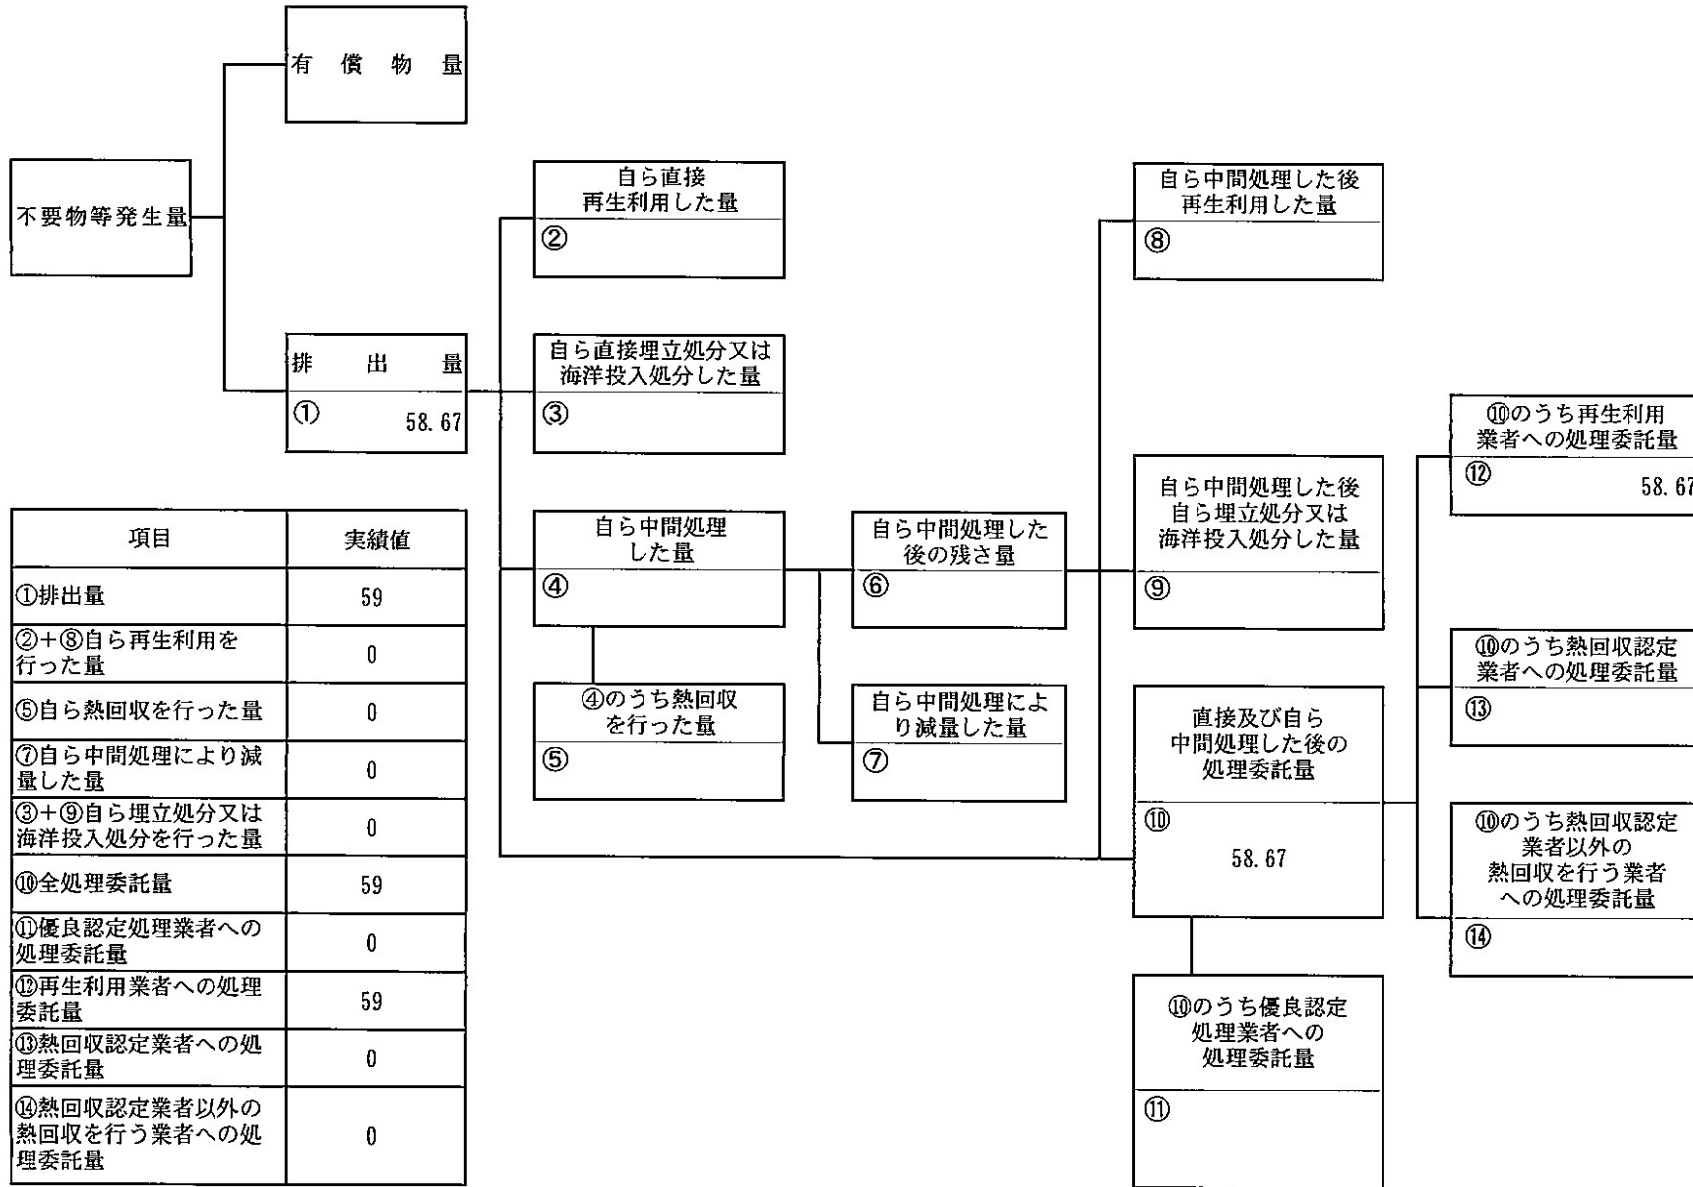 有償物量
不要物等発生量
排出量
① 58.67
自ら直接
再生利用した量
②
自ら直接埋立処分又は
海洋投入処分した量
③
自ら中間処理
した量
④
④のうち熱回収
を行った量
⑤
自ら中間処理した
後の残さ量
⑥
自ら中間処理によ
り減量した量
⑦
自ら中間処理した後
再生利用した量
⑧
自ら中間処理した後
自ら埋立処分又は
海洋投入処分した量
⑨
直接及び自ら
中間処理した後の
処理委託量
⑩
58.67
⑩のうち優良認定
処理業者への
処理委託量
⑪
⑩のうち再生利用
業者への処理委託量
⑫
58.67
⑩のうち熱回収認定
業者への処理委託量
⑬
⑩のうち熱回収認定
業者以外の
熱回収を行う業者
への処理委託量
⑭
項目 実績値
①排出量 59
②+⑧自ら再生利用を
行った量 0
⑤自ら熱回収を行った量 0
⑦自ら中間処理により減
量した量 0
③+⑨自ら埋立処分又は
海洋投入処分を行った量 0
⑩全処理委託量 59
⑪優良認定処理業者への
処理委託量 0
⑫再生利用業者への処理
委託量 59
⑬熱回収認定業者への処
理委託量 0
⑭熱回収認定業者以外の
熱回収を行う業者への処
理委託量 0